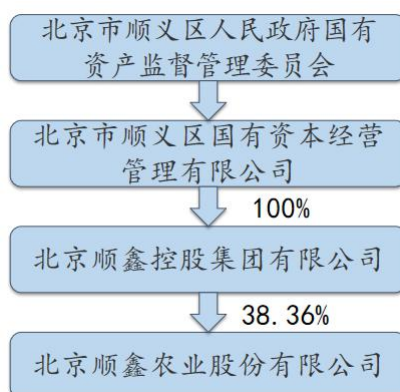 北京市顺义区人民政府国有
资产监督管理委员会
北京市顺义区国有资本经营
管理有限公司
100%
北京顺鑫控股集团有限公司
38.36%
北京顺鑫农业股份有限公司